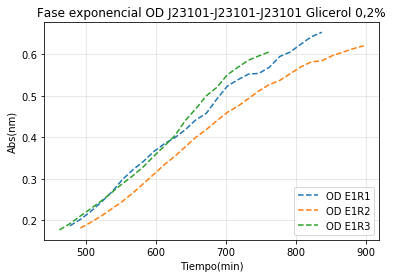 Fase exponencial OD J23101-J23101-J23101 Glicerol 0,2%
Abs(nm)
0.6
0.5
0.4
0.3
0.2
OD E1R1
OD E1R2
OD E1R3
500 600 700 800 900
Tiempo(min)